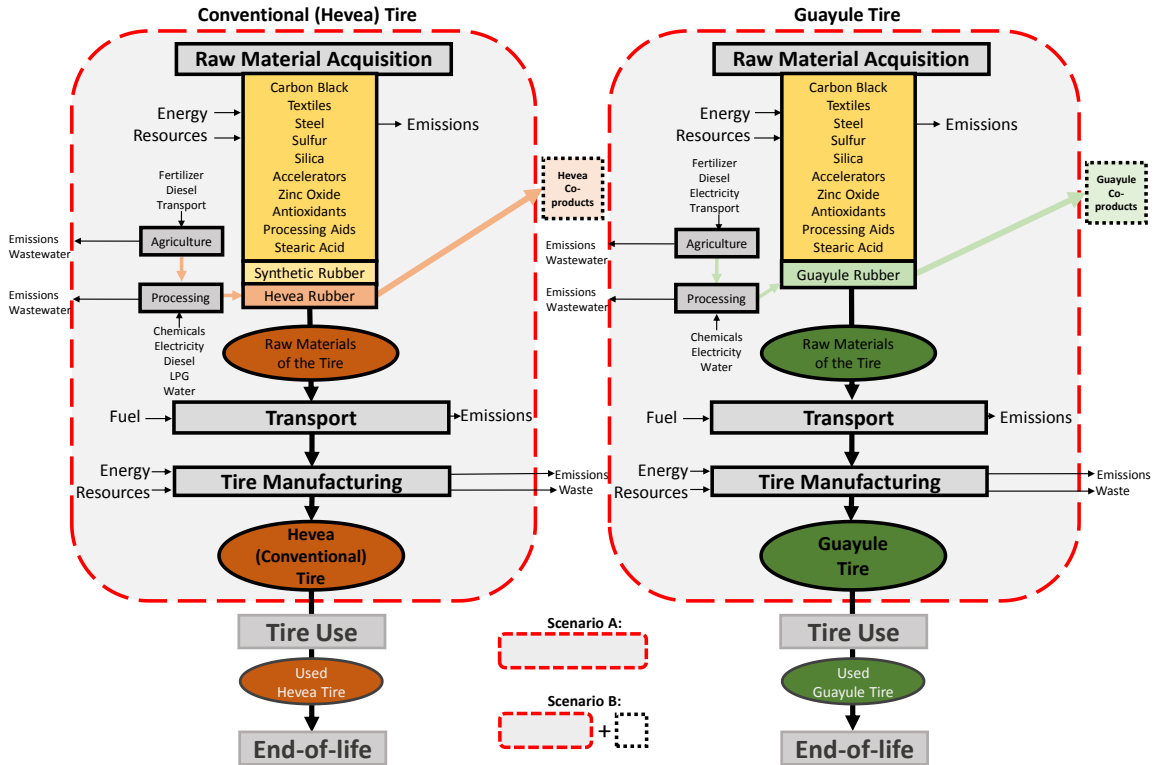 Conventional (Hevea) Tire
Raw Material Acquisition
Carbon Black
Textiles
Steel
Sulfur
Silica
Accelerators
Zinc Oxide
Antioxidants
Processing Aids
Stearic Acid
Synthetic Rubber
Hevea Rubber
Energy
Resources
Emissions
Fertilizer
Diesel
Transport
Agriculture
Emissions
Wastewater
Processing
Emissions
Wastewater
Chemicals
Electricity
Diesel
LPG
Water
Hevea
Co-
products
Raw Materials
of the Tire
Fuel
Transport
Emissions
Energy
Resources
Tire Manufacturing
Emissions
Waste
Hevea
(Conventional)
Tire
Tire Use
Used
Hevea Tire
End-of-life
Guayule Tire
Raw Material Acquisition
Carbon Black
Textiles
Steel
Sulfur
Silica
Accelerators
Zinc Oxide
Antioxidants
Processing Aids
Stearic Acid
Guayule Rubber
Energy
Resources
Emissions
Fertilizer
Diesel
Electricity
Transport
Agriculture
Emissions
Wastewater
Processing
Emissions
Wastewater
Chemicals
Electricity
Water
Guayule
Co-
products
Raw Materials
of the Tire
Fuel
Transport
Emissions
Energy
Resources
Tire Manufacturing
Emissions
Waste
Guayule
Tire
Tire Use
Used
Guayule Tire
End-of-life
Scenario A:
Scenario B:
+